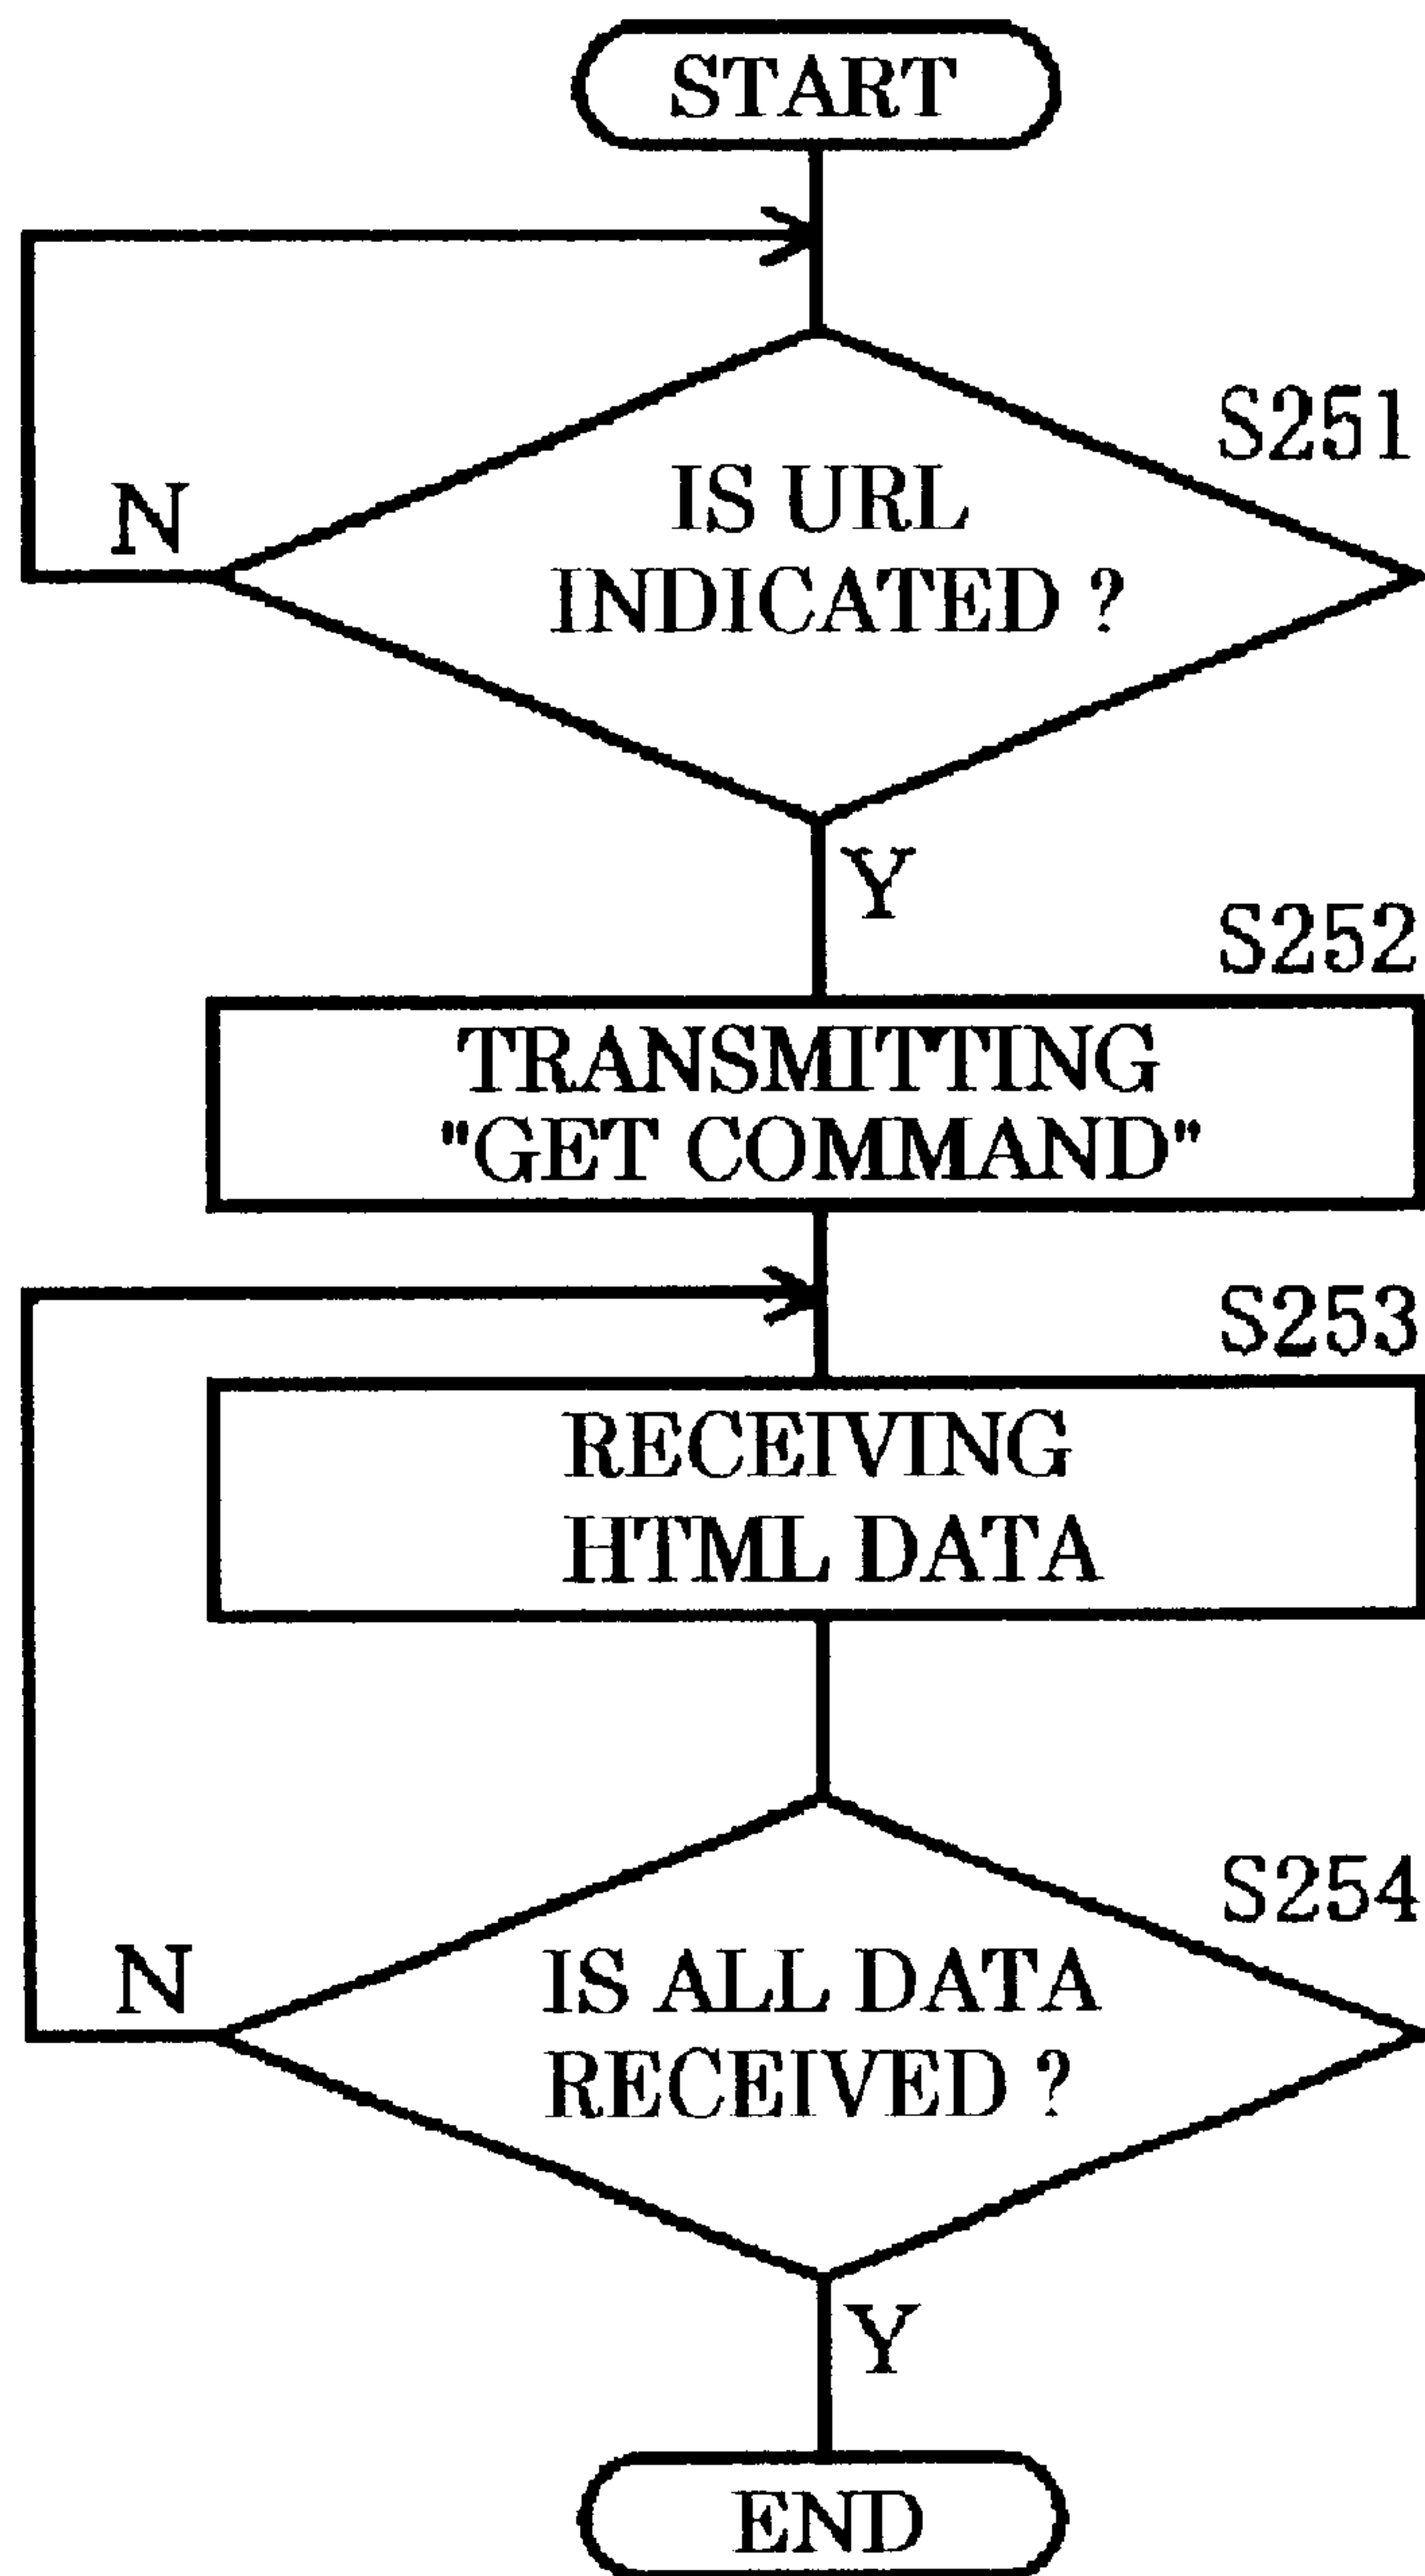 START
S251
IS URL
INDICATED ?
N
Y
S252
TRANSMITTING
"GET COMMAND"
S253
RECEIVING
HTML DATA
S254
IS ALL DATA
RECEIVED ?
N
Y
END